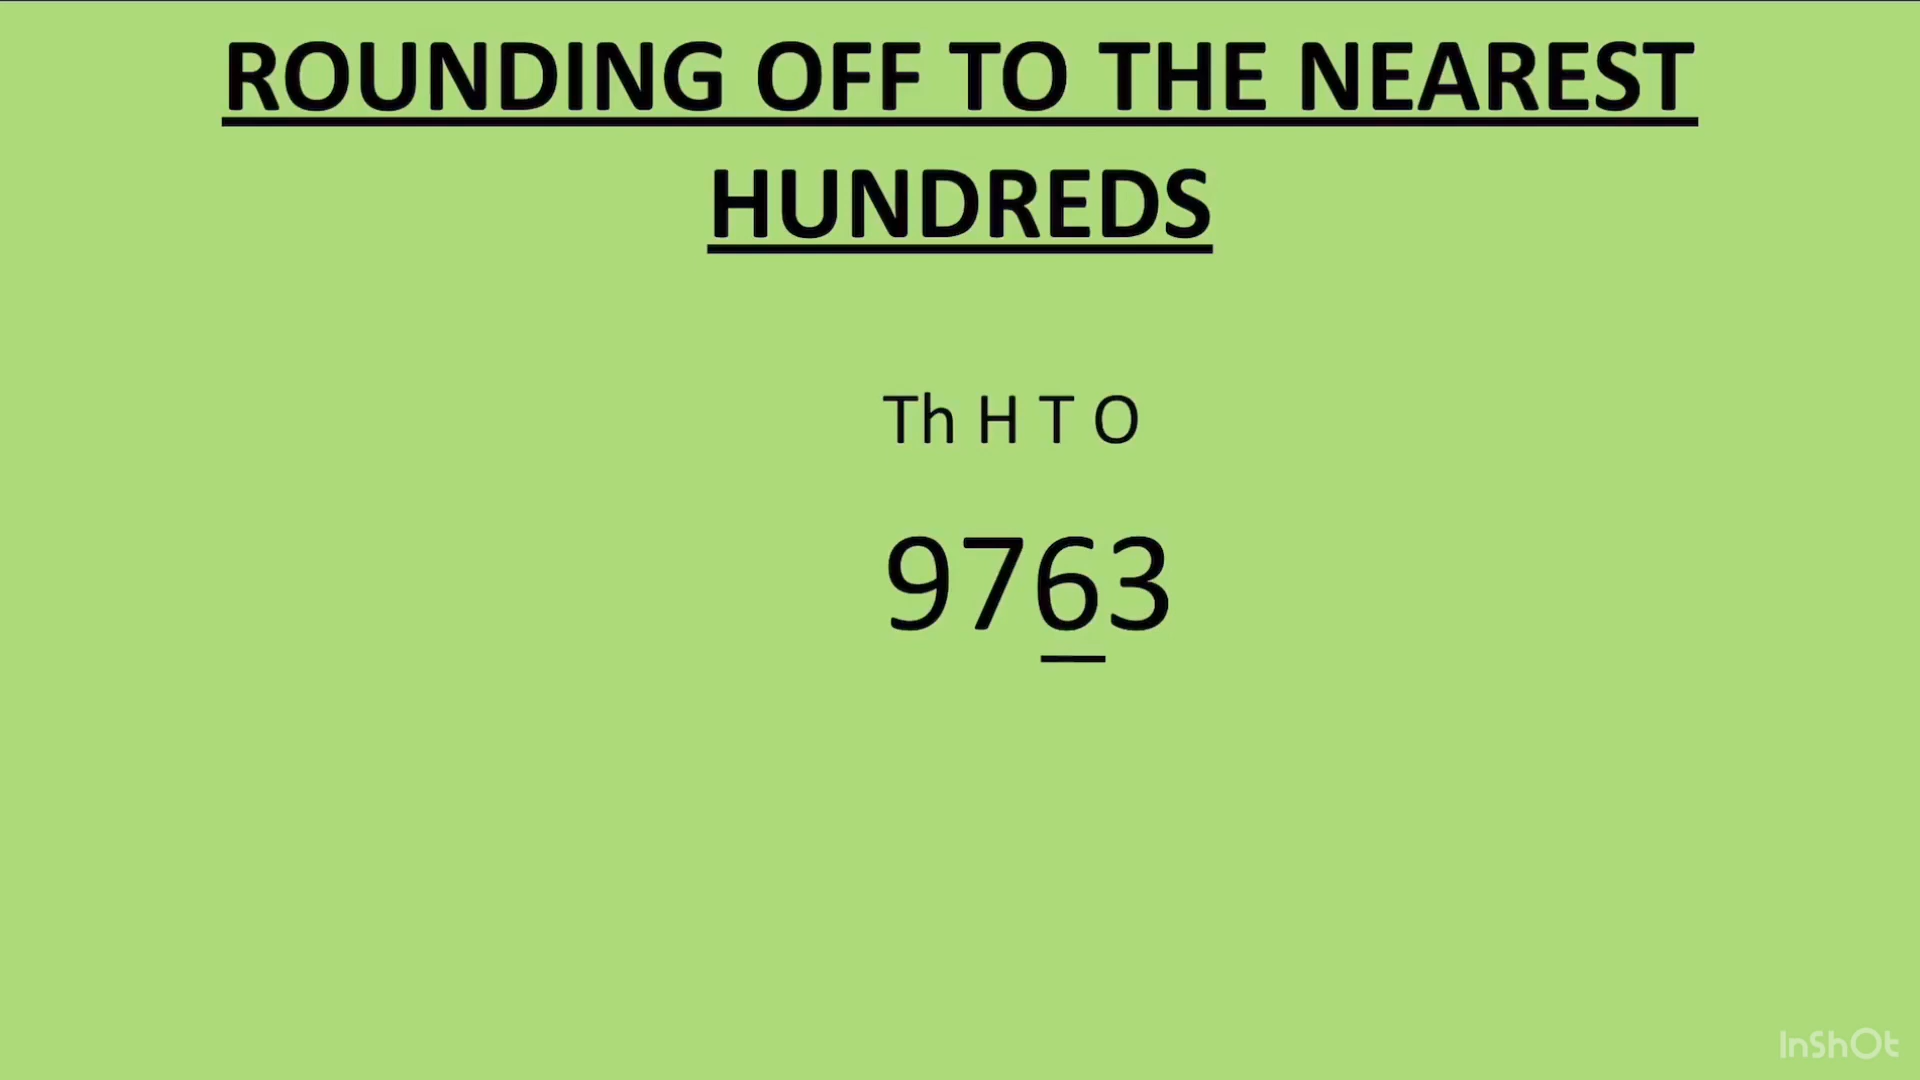 ROUNDING OFF TO THE NEAREST
HUNDREDS
Th H T O
9763
InShOt